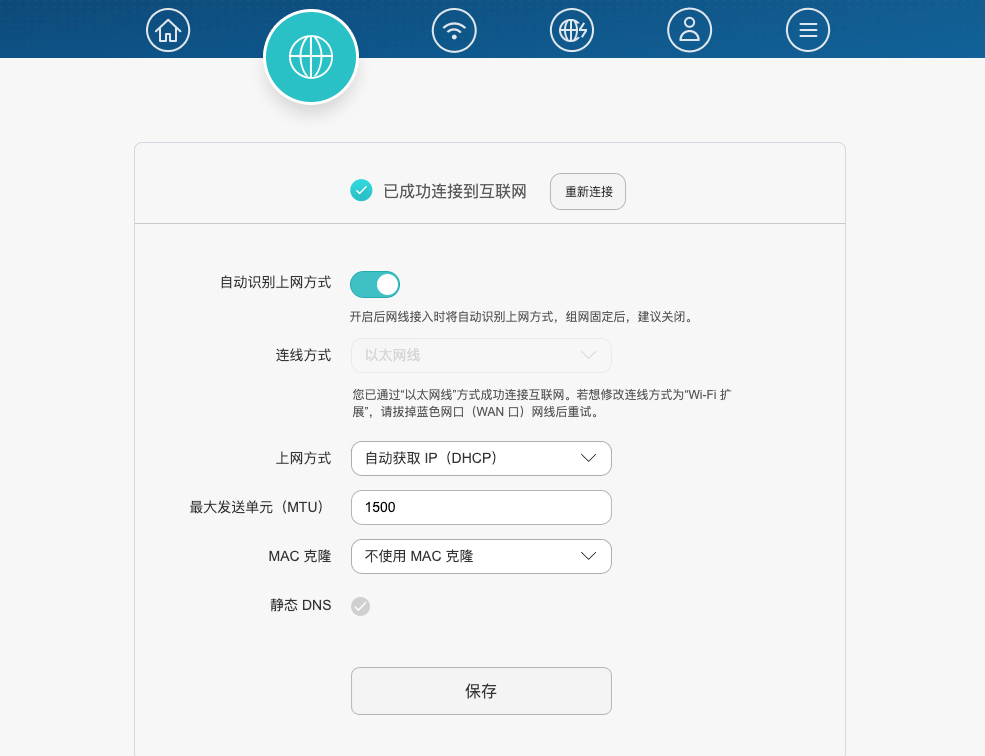 已成功连接到互联网
重新连接
自动识别上网方式
开启后网线接入时将自动识别上网方式，组网固定后，建议关闭。
连线方式
以太网线
您已通过“以太网线”方式成功连接互联网。若想修改连线方式为“Wi-Fi 扩
展”，请拔掉蓝色网口（WAN 口）网线后重试。
上网方式
自动获取 IP（DHCP）
最大发送单元（MTU）
1500
MAC 克隆
不使用 MAC 克隆
静态 DNS
保存